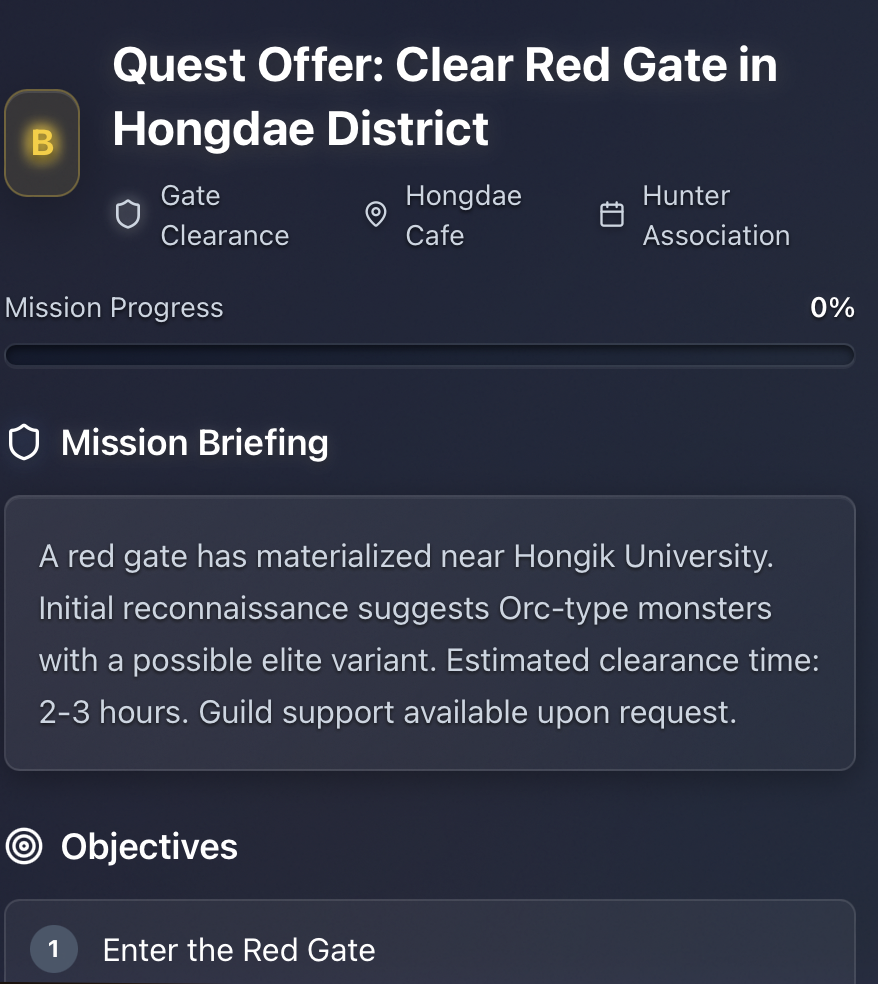 Quest Offer: Clear Red Gate in
Hongdae District
B
Gate
Clearance
Hongdae
Cafe
Hunter
Association
Mission Progress
0%
Mission Briefing
A red gate has materialized near Hongik University.
Initial reconnaissance suggests Orc-type monsters
with a possible elite variant. Estimated clearance time:
2-3 hours. Guild support available upon request.
Objectives
1 Enter the Red Gate